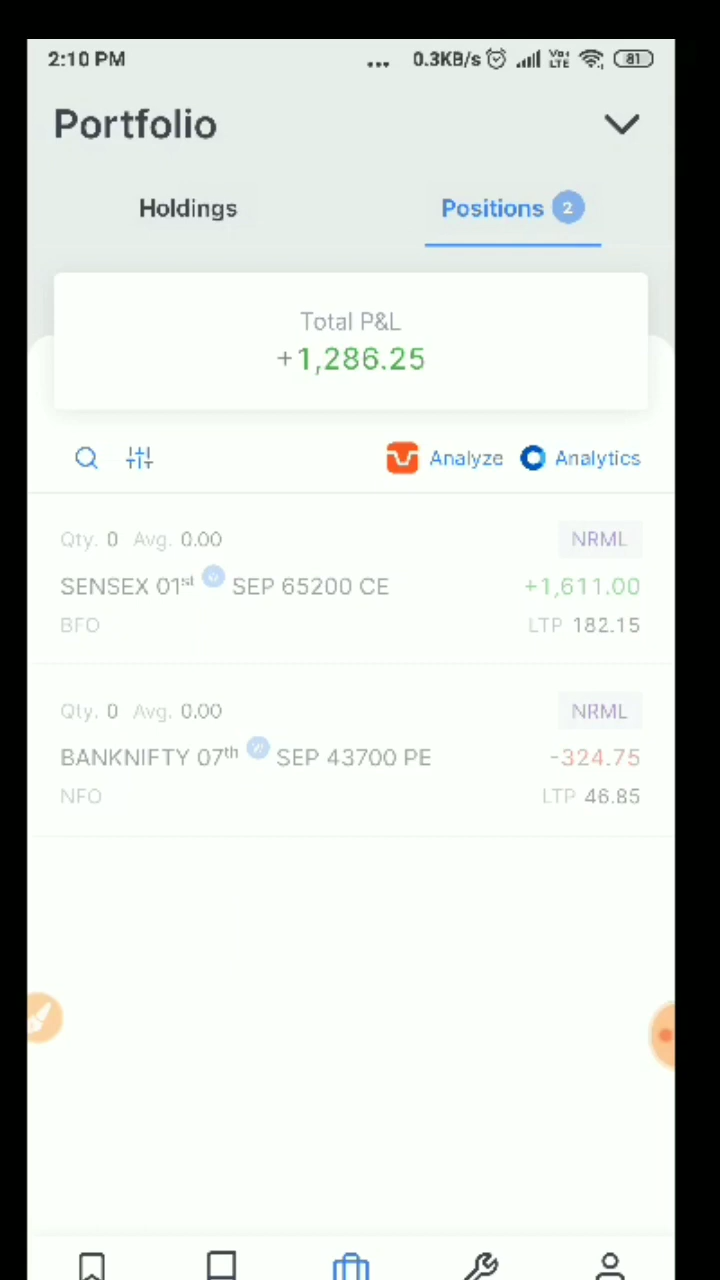 2:10 PM ... 0.3KB/s Vo1 LTE 81
Portfolio
Holdings Positions 2
Total P&L
+1,286.25
Analyze Analytics
Qty. 0 Avg. 0.00 NRML
SENSEX 01st W SEP 65200 CE +1,611.00
BFO LTP 182.15
Qty. 0 Avg. 0.00 NRML
BANKNIFTY 07th W SEP 43700 PE -324.75
NFO LTP 46.85